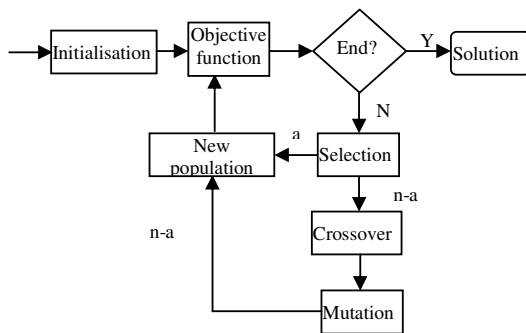 Initialisation
Objective
function
End?
Y
Solution
N
a
New
population
Selection
n-a
n-a
Crossover
Mutation